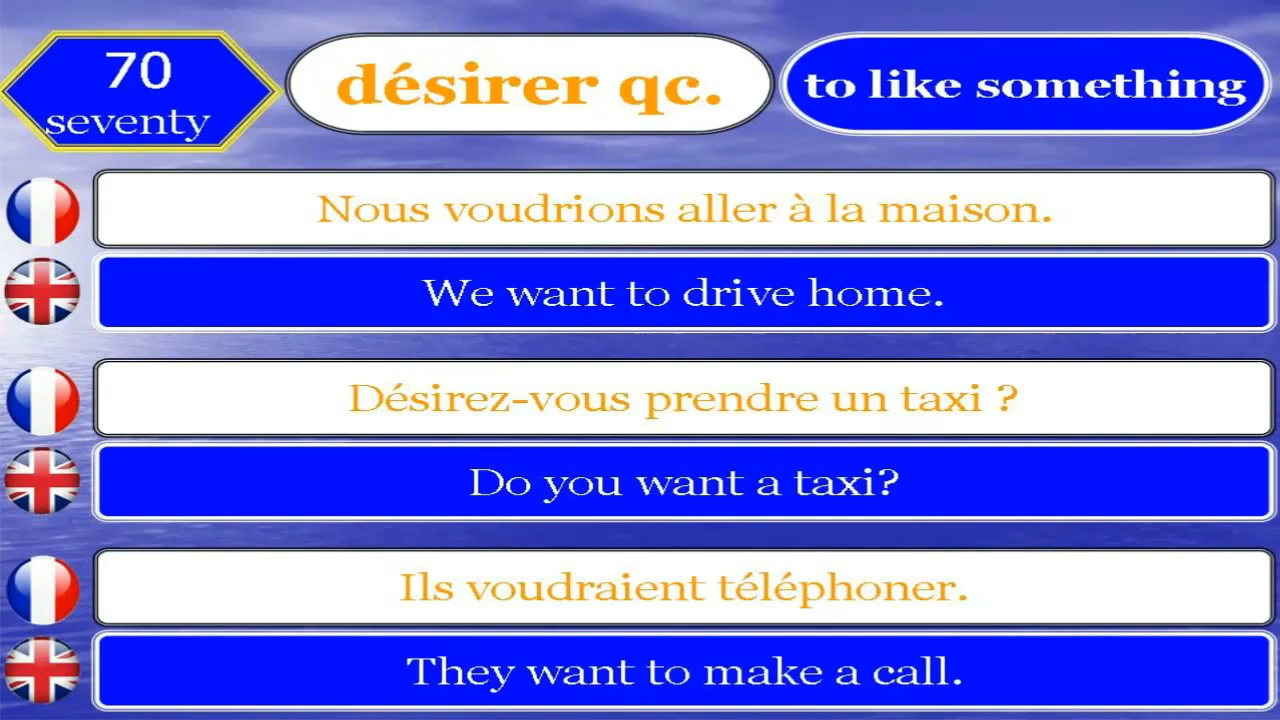 70
seventy
désirer qc.
to like something
Nous voudrions aller à la maison.
We want to drive home.
Désirez-vous prendre un taxi ?
Do you want a taxi?
Ils voudraient téléphoner.
They want to make a call.